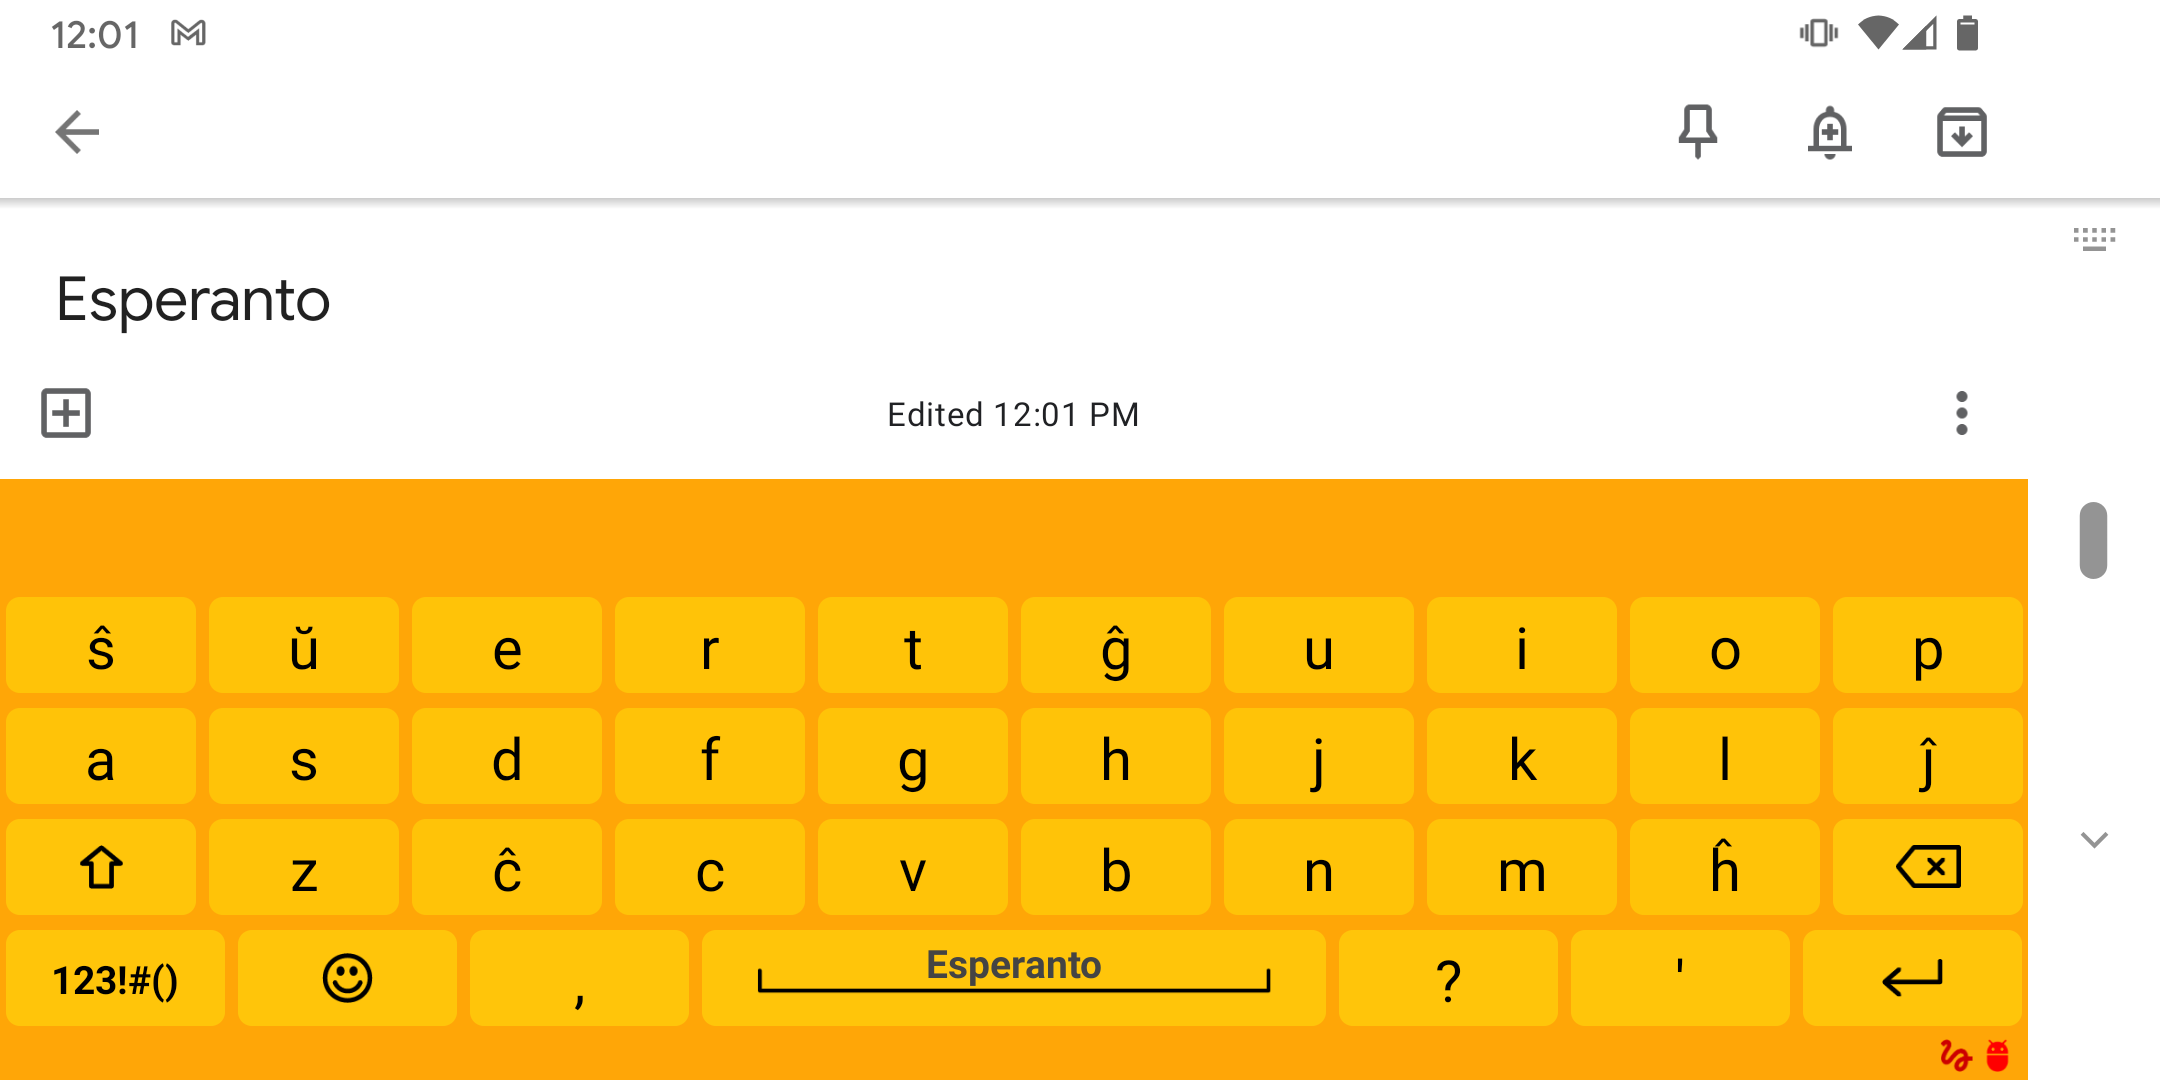 12:01
Esperanto
Edited 12:01 PM
ŝ ŭ e r t ĝ u i o p
a s d f g h j k l ĵ
z ĉ c v b n m ĥ
123!#() , Esperanto ? '